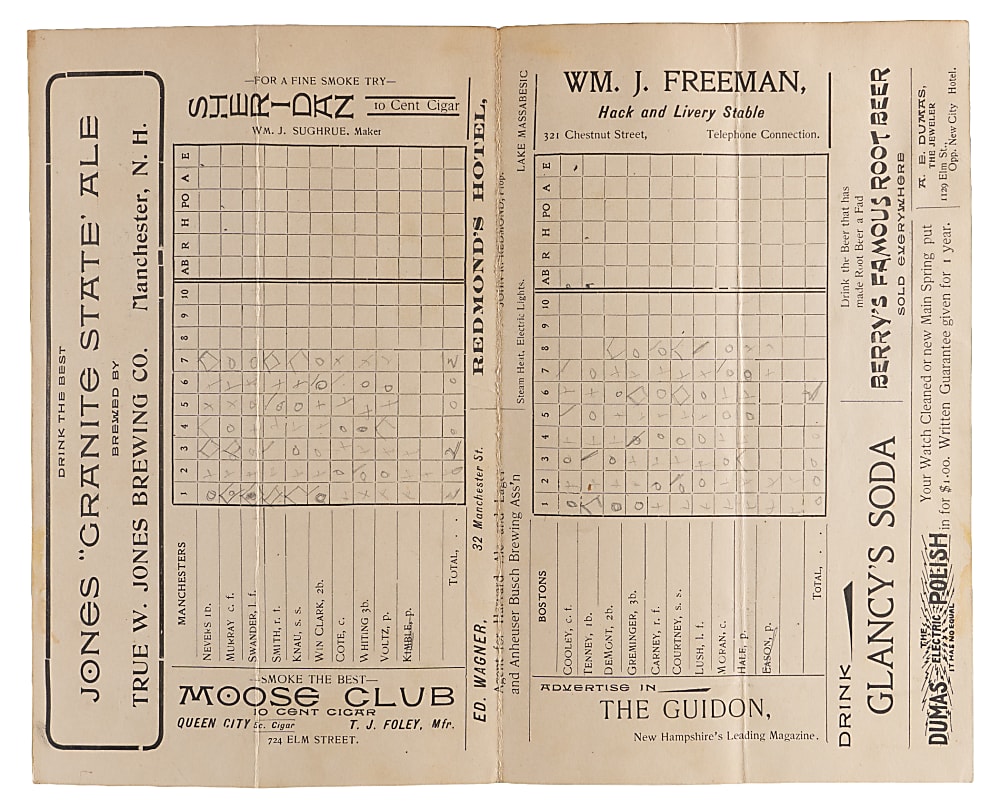 DRINK THE BEST
JONES "GRANITE STATE' ALE
BREWED BY
TRUE W. JONES BREWING CO. Manchester, N. H.
—FOR A FINE SMOKE TRY—
SHERIDAN 10 Cent Cigar
WM. J. SUGHRUE. Maker
MANCHESTERS 1 2 3 4 5 6 7 8 9 10 AB R H PO A E
NEVERS 1b.
MURRAY c. f.
SWANDER, l. f.
SMITH, r. f.
KNAU, s. s.
WIN CLARK, 2b.
COTE, c.
WHITING 3b.
VOLTZ, p.
KIMBLE, p.
TOTAL, . .
—SMOKE THE BEST—
MOOSE CLUB
10 CENT CIGAR
QUEEN CITY 5c. Cigar T. J. FOLEY, Mfr.
724 ELM STREET.
REDMOND'S HOTEL,
LAKE MASSABESIC
Steam Heat, Electric Lights.
ED. WAGNER, 32 Manchester St.
Agent for Harvard Ale and Lager
and Anheuser Busch Brewing Ass'n
WM. J. FREEMAN,
Hack and Livery Stable
321 Chestnut Street, Telephone Connection.
BOSTONS 1 2 3 4 5 6 7 8 9 10 AB R H PO A E
COOLEY, c. f.
TENNEY, 1b.
DEMONT, 2b.
GREMINGER, 3b.
CARNEY, r. f.
COURTNEY, s. s.
LUSH, l. f.
MORAN, c.
HALE, p.
EASON, p.
TOTAL, . .
ADVERTISE IN
THE GUIDON,
New Hampshire's Leading Magazine.
DRINK
GLANCY'S SODA
Drink the Beer that has
made Root Beer a Fad
BERRY'S FAMOUS ROOT BEER
SOLD EVERYWHERE
THE
DUMAS ELECTRIC POLISH
IT HAS NO EQUAL
Your Watch Cleaned or new Main Spring put
in for $1.00. Written Guarantee given for 1 year.
A. E. DUMAS,
THE JEWELER
1129 Elm St.,
Opp. New City Hotel.